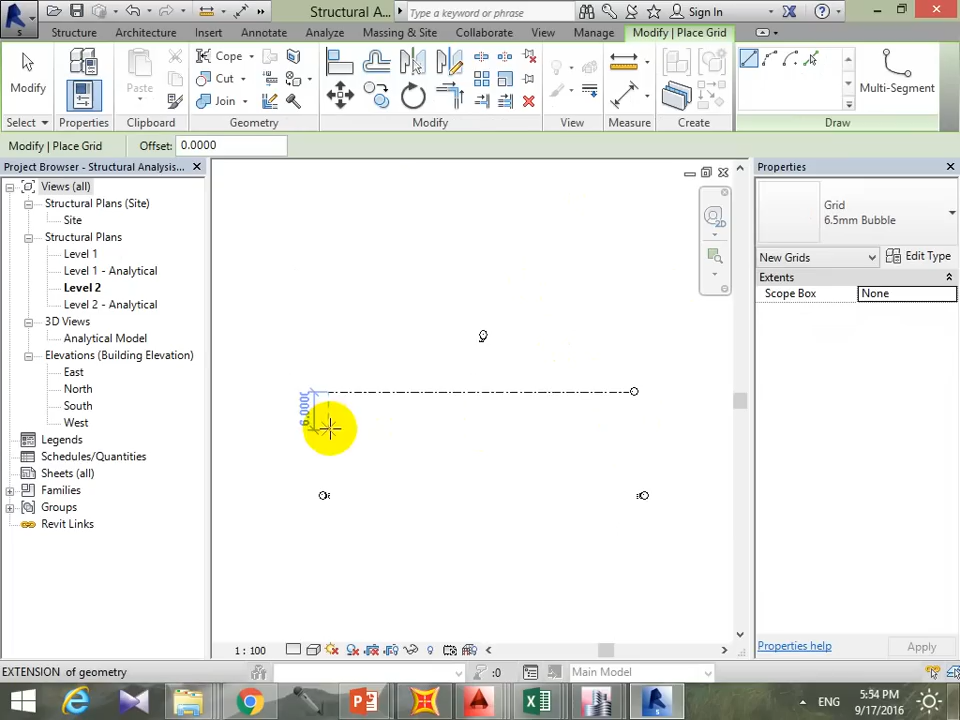 Structural A...
Type a keyword or phrase
Sign In
Structure
Architecture
Insert
Annotate
Analyze
Massing & Site
Collaborate
View
Manage
Modify | Place Grid
Modify
Paste
Cope
Cut
Join
Multi-Segment
Select
Properties
Clipboard
Geometry
Modify
View
Measure
Create
Draw
Modify | Place Grid
Offset:
0.0000
Project Browser - Structural Analysis...
Views (all)
Structural Plans (Site)
Site
Structural Plans
Level 1
Level 1 - Analytical
Level 2
Level 2 - Analytical
3D Views
Analytical Model
Elevations (Building Elevation)
East
North
South
West
Legends
Schedules/Quantities
Sheets (all)
Families
Groups
Revit Links
6.0000
2D
Properties
Grid
6.5mm Bubble
New Grids
Edit Type
Extents
Scope Box
None
Properties help
Apply
1 : 100
EXTENSION of geometry
:0
Main Model
ENG
5:54 PM
9/17/2016